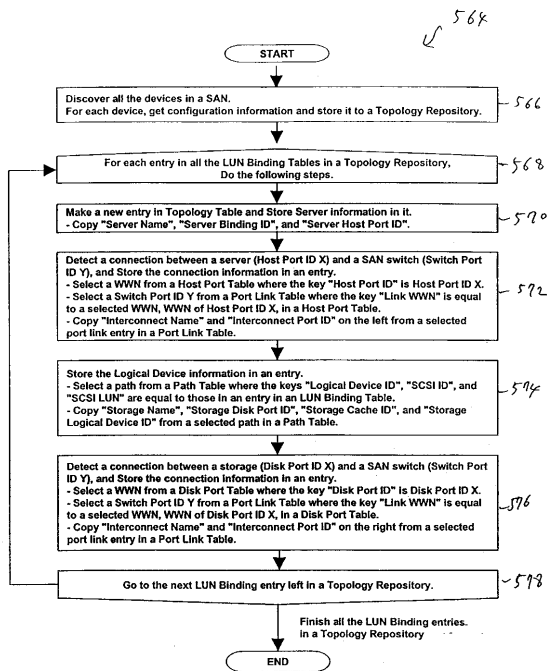 564
START
Discover all the devices in a SAN.
For each device, get configuration information and store it to a Topology Repository.
566
For each entry in all the LUN Binding Tables in a Topology Repository,
Do the following steps.
568
Make a new entry in Topology Table and Store Server information in it.
- Copy "Server Name", "Server Binding ID", and "Server Host Port ID".
570
Detect a connection between a server (Host Port ID X) and a SAN switch (Switch Port
ID Y), and Store the connection information in an entry.
- Select a WWN from a Host Port Table where the key "Host Port ID" is Host Port ID X.
- Select a Switch Port ID Y from a Port Link Table where the key "Link WWN" is equal
to a selected WWN, WWN of Host Port ID X, in a Host Port Table.
- Copy "Interconnect Name" and "Interconnect Port ID" on the left from a selected
port link entry in a Port Link Table.
572
Store the Logical Device information in an entry.
- Select a path from a Path Table where the keys "Logical Device ID", "SCSI ID", and
"SCSI LUN" are equal to those in an entry in an LUN Binding Table.
- Copy "Storage Name", "Storage Disk Port ID", "Storage Cache ID", and "Storage
Logical Device ID" from a selected path in a Path Table.
574
Detect a connection between a storage (Disk Port ID X) and a SAN switch (Switch Port
ID Y), and Store the connection information in an entry.
- Select a WWN from a Disk Port Table where the key "Disk Port ID" is Disk Port ID X.
- Select a Switch Port ID Y from a Port Link Table where the key "Link WWN" is equal
to a selected WWN, WWN of Disk Port ID X, in a Disk Port Table.
- Copy "Interconnect Name" and "Interconnect Port ID" on the right from a selected
port link entry in a Port Link Table.
576
Go to the next LUN Binding entry left in a Topology Repository.
578
Finish all the LUN Binding entries
in a Topology Repository
END